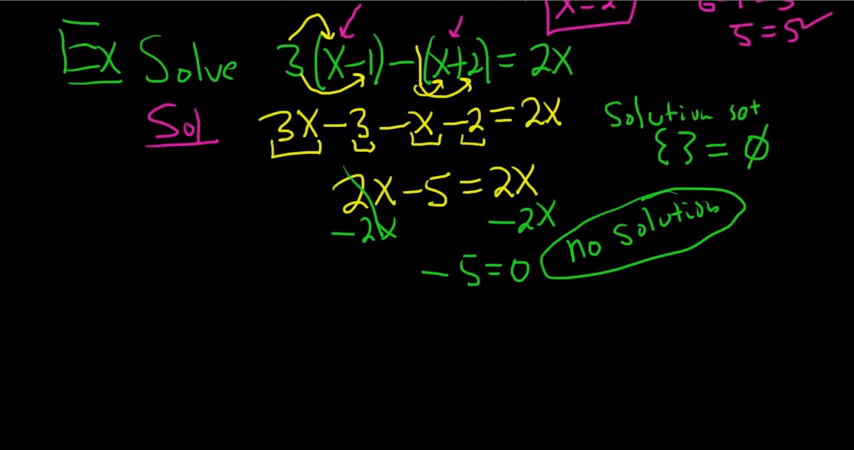 x=2
5=5✓
Ex Solve 3(x-1)-1(x+2)=2x
Sol 3x-3-x-2=2x
2x-5=2x
-2x -2x
-5=0
Solution set
{ } = ∅
no solution